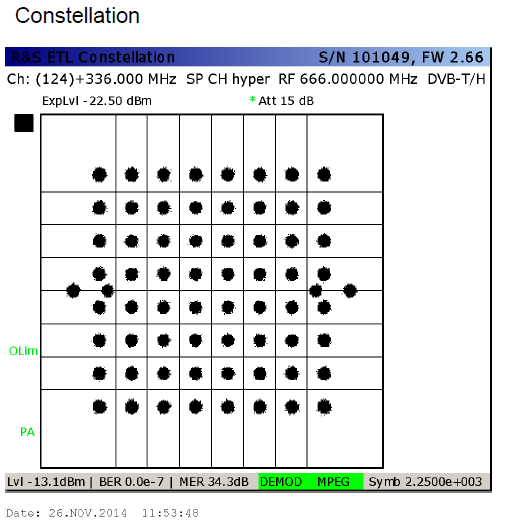 Constellation
R&S ETL Constellation S/N 101049, FW 2.66
Ch: (124)+336.000 MHz SP CH hyper RF 666.000000 MHz DVB-T/H
ExpLvl -22.50 dBm * Att 15 dB
OLim
PA
Lvl -13.1dBm | BER 0.0e-7 | MER 34.3dB DEMOD MPEG Symb 2.2500e+003
Date: 26.NOV.2014 11:53:48